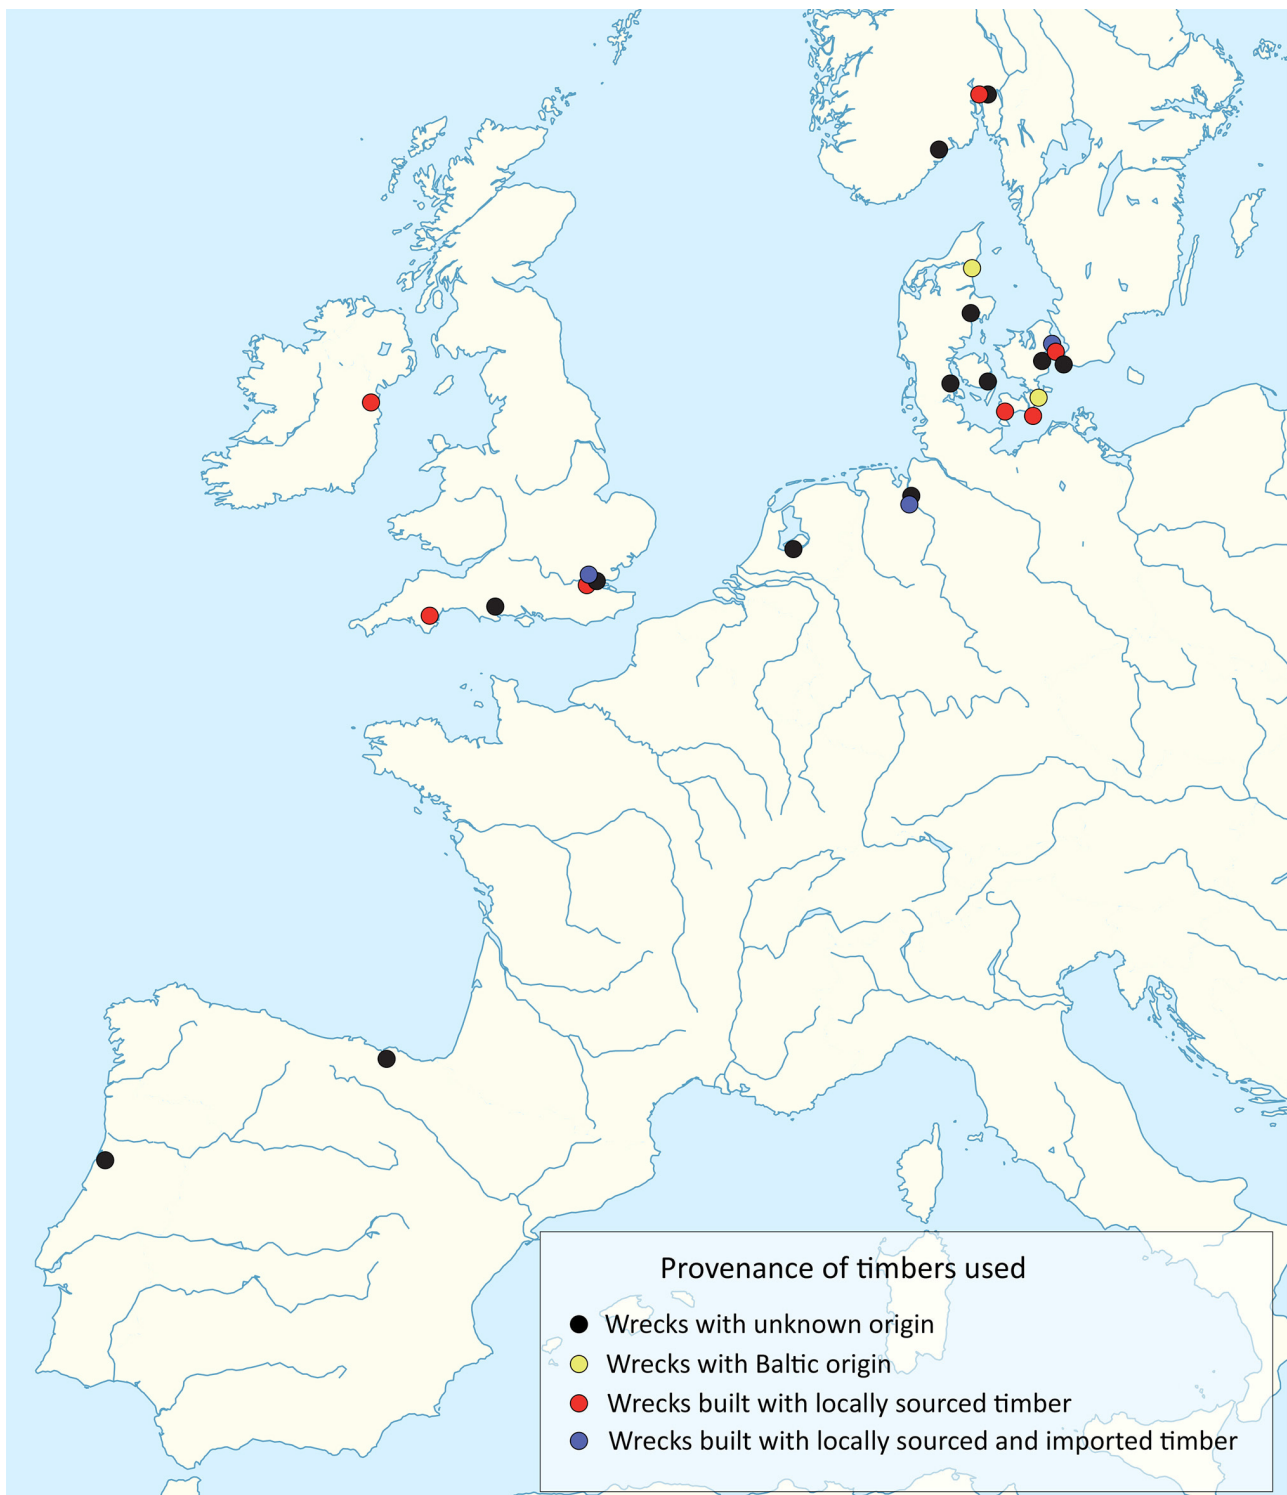 Provenance of timbers used
Wrecks with unknown origin
Wrecks with Baltic origin
Wrecks built with locally sourced timber
Wrecks built with locally sourced and imported timber